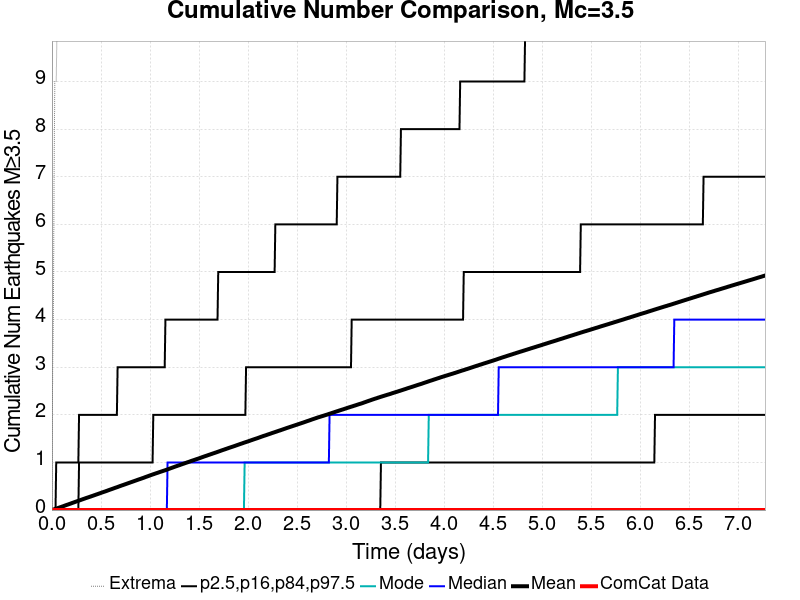 Cumulative Number Comparison, Mc=3.5
Cumulative Num Earthquakes M≥3.5
9
8
7
6
5
4
3
2
1
0
0.0 0.5 1.0 1.5 2.0 2.5 3.0 3.5 4.0 4.5 5.0 5.5 6.0 6.5 7.0
Time (days)
Extrema p2.5,p16,p84,p97.5 Mode Median Mean ComCat Data